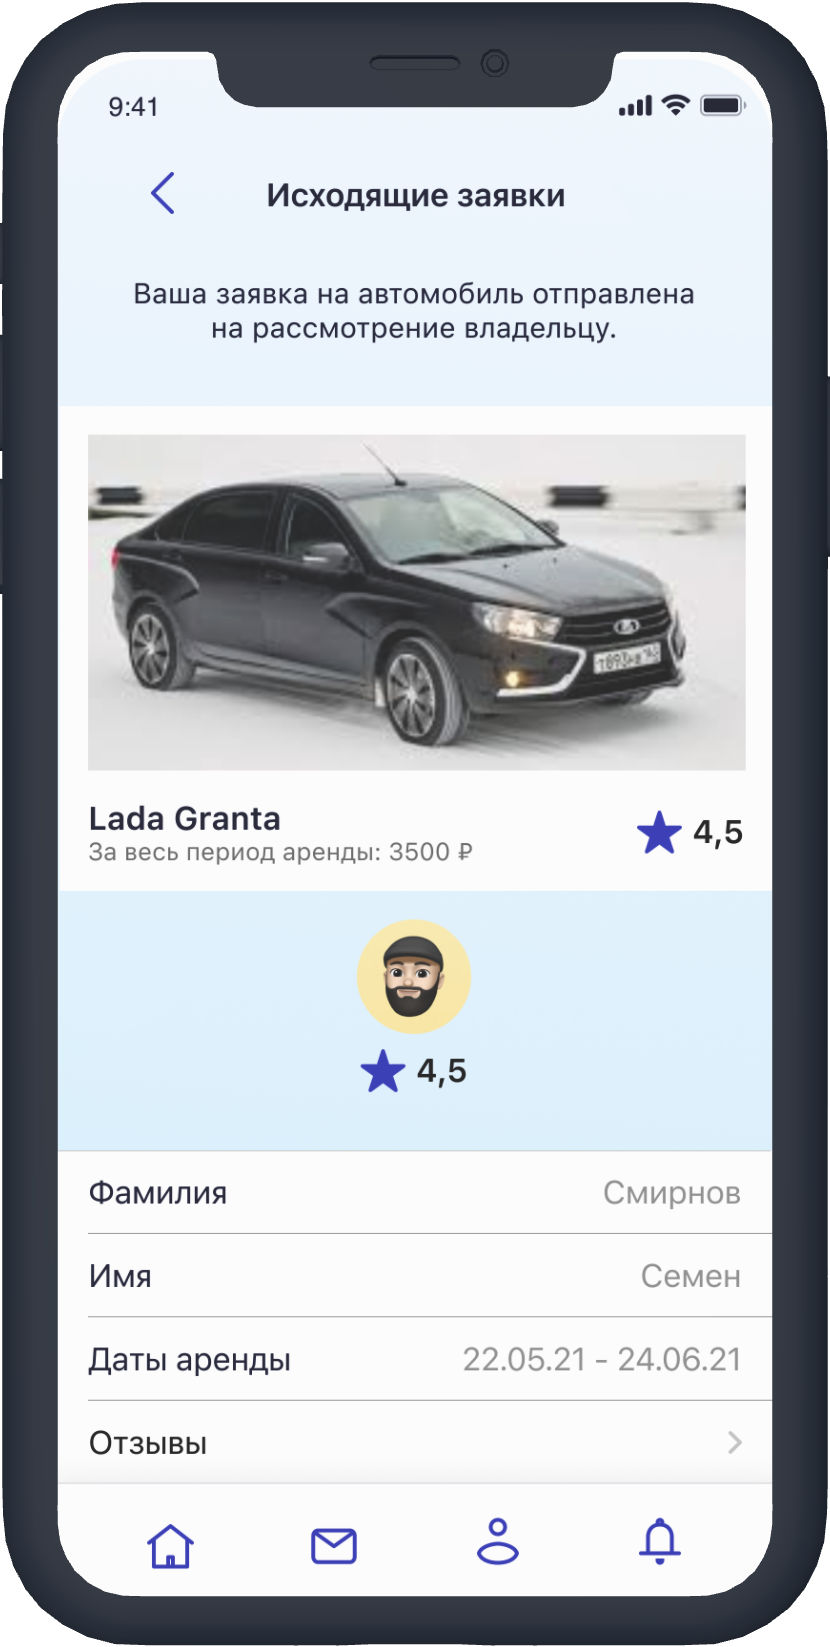 9:41
Исходящие заявки
Ваша заявка на автомобиль отправлена
на рассмотрение владельцу.
Lada Granta
4,5
За весь период аренды: 3500 ₽
4,5
Фамилия Смирнов
Имя Семен
Даты аренды 22.05.21 - 24.06.21
Отзывы